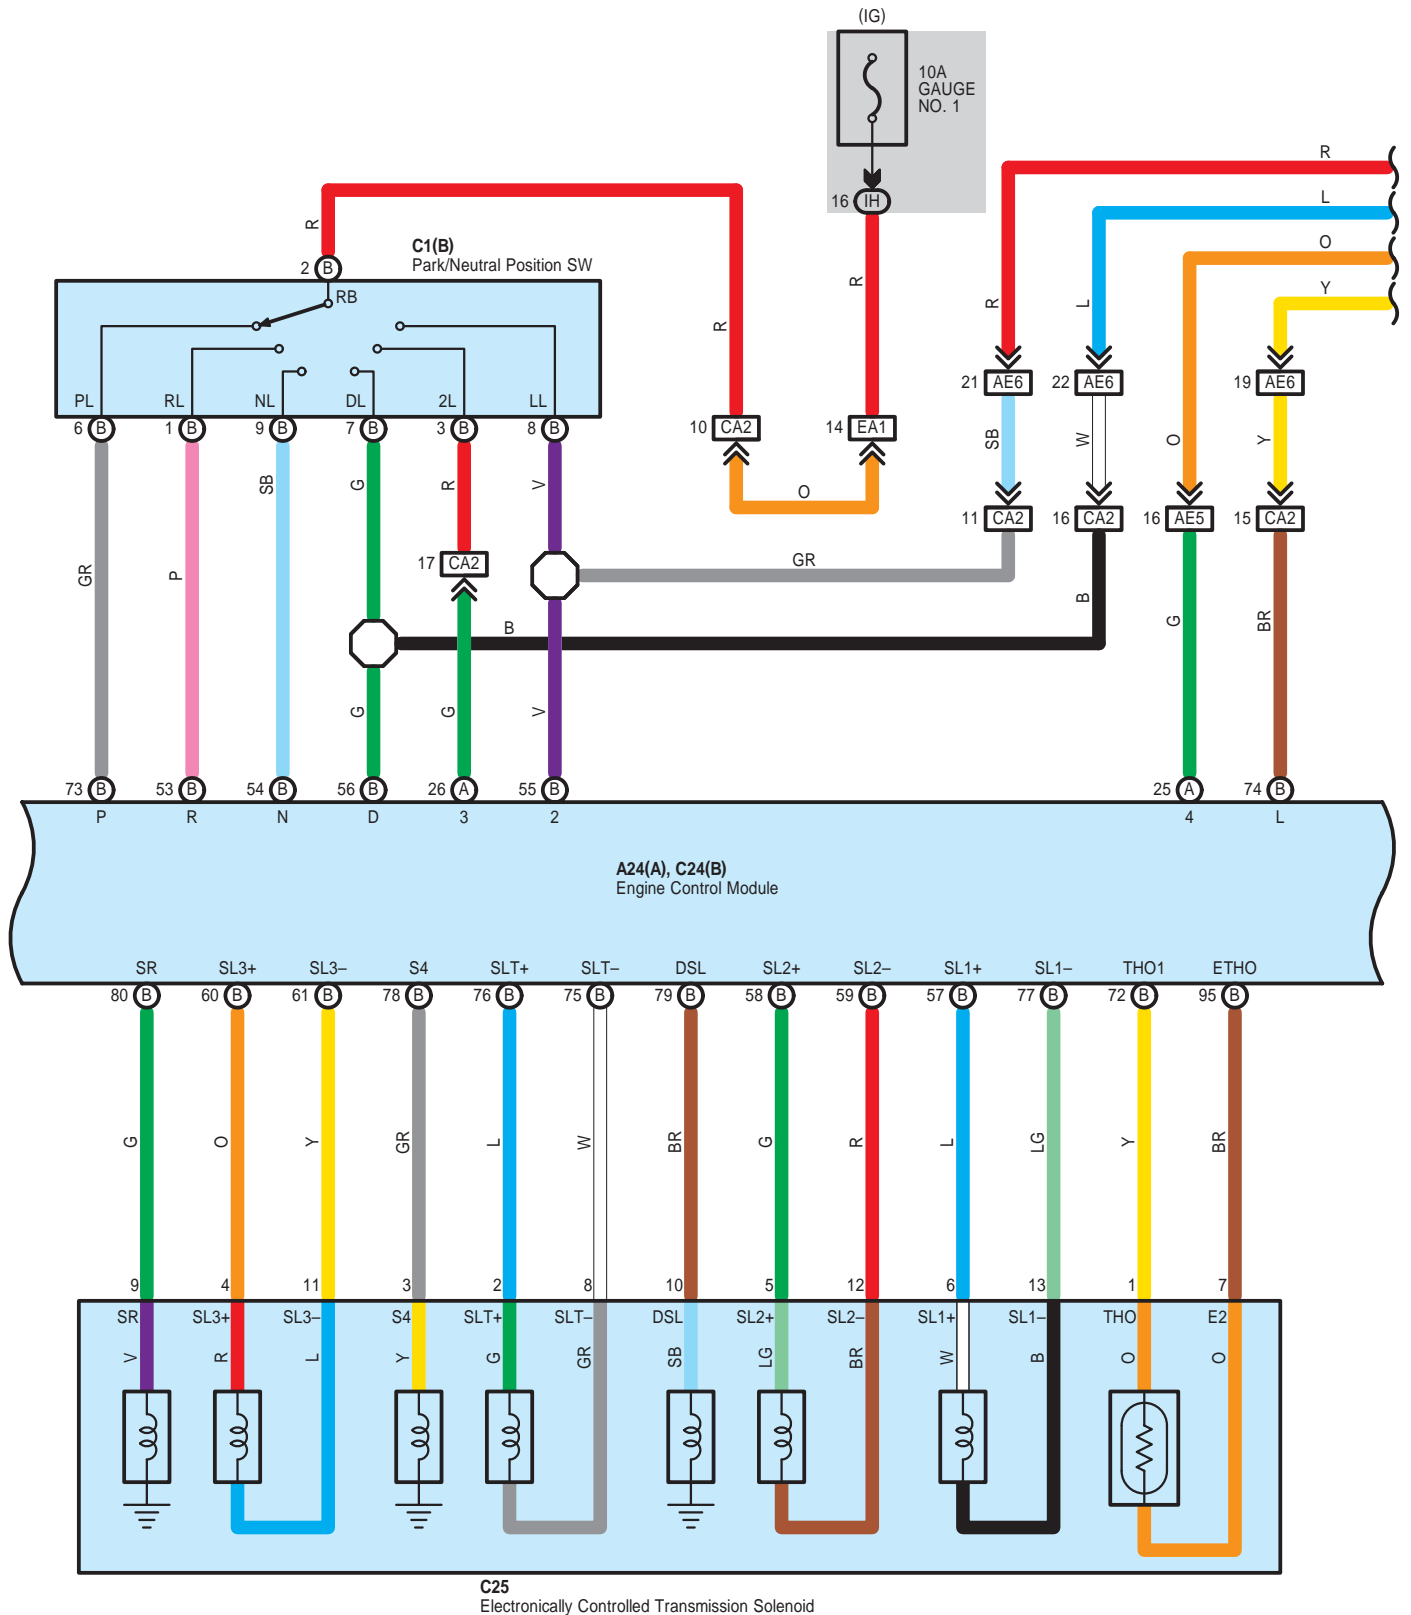 (IG)
10A
GAUGE
NO. 1
16 IH
R
L
O
Y
R
C1(B)
Park/Neutral Position SW
2 B
RB
R
R
R
L
21 AE6
22 AE6
19 AE6
PL RL NL DL 2L LL
6 B
1 B
9 B
7 B
3 B
8 B
10 CA2
14 EA1
SB
G
R
V
O
SB
W
O
Y
11 CA2
16 CA2
16 AE5
15 CA2
17 CA2
GR
P
GR
B
B
G
BR
G
G
V
73 B
53 B
54 B
56 B
26 A
55 B
25 A
74 B
P R N D 3 2 4 L
A24(A), C24(B)
Engine Control Module
SR SL3+ SL3– S4 SLT+ SLT– DSL SL2+ SL2– SL1+ SL1– THO1 ETHO
80 B
60 B
61 B
78 B
76 B
75 B
79 B
58 B
59 B
57 B
77 B
72 B
95 B
G O Y GR L W BR G R L LG Y BR
9 4 11 3 2 8 10 5 12 6 13 1 7
SR SL3+ SL3– S4 SLT+ SLT– DSL SL2+ SL2– SL1+ SL1– THO E2
V R L Y G GR SB LG BR W B O O
C25
Electronically Controlled Transmission Solenoid